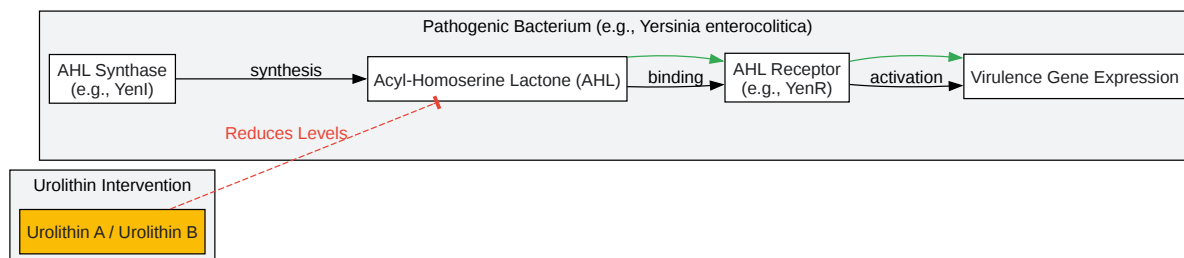 Pathogenic Bacterium (e.g., Yersinia enterocolitica)
AHL Synthase
(e.g., YenI)
synthesis
Acyl-Homoserine Lactone (AHL)
binding
AHL Receptor
(e.g., YenR)
activation
Virulence Gene Expression
Reduces Levels
Urolithin Intervention
Urolithin A / Urolithin B